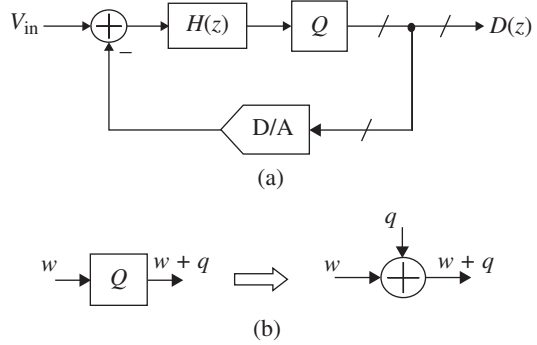 V_in
−
H(z)
Q
D(z)
D/A
(a)
w
Q
w + q
q
w
w + q
(b)